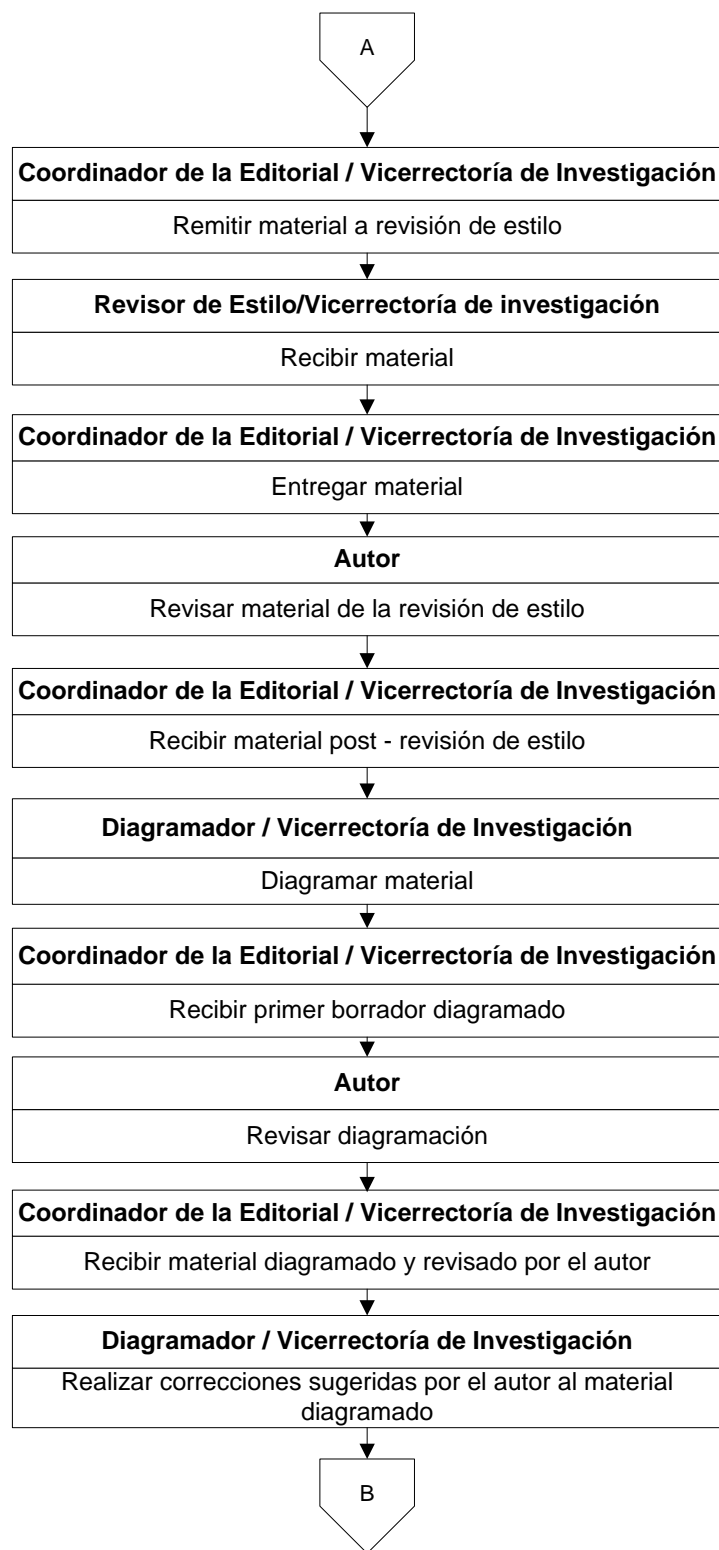 A
Coordinador de la Editorial / Vicerrectoría de Investigación
Remitir material a revisión de estilo
Revisor de Estilo/Vicerrectoría de investigación
Recibir material
Coordinador de la Editorial / Vicerrectoría de Investigación
Entregar material
Autor
Revisar material de la revisión de estilo
Coordinador de la Editorial / Vicerrectoría de Investigación
Recibir material post - revisión de estilo
Diagramador / Vicerrectoría de Investigación
Diagramar material
Coordinador de la Editorial / Vicerrectoría de Investigación
Recibir primer borrador diagramado
Autor
Revisar diagramación
Coordinador de la Editorial / Vicerrectoría de Investigación
Recibir material diagramado y revisado por el autor
Diagramador / Vicerrectoría de Investigación
Realizar correcciones sugeridas por el autor al material
diagramado
B